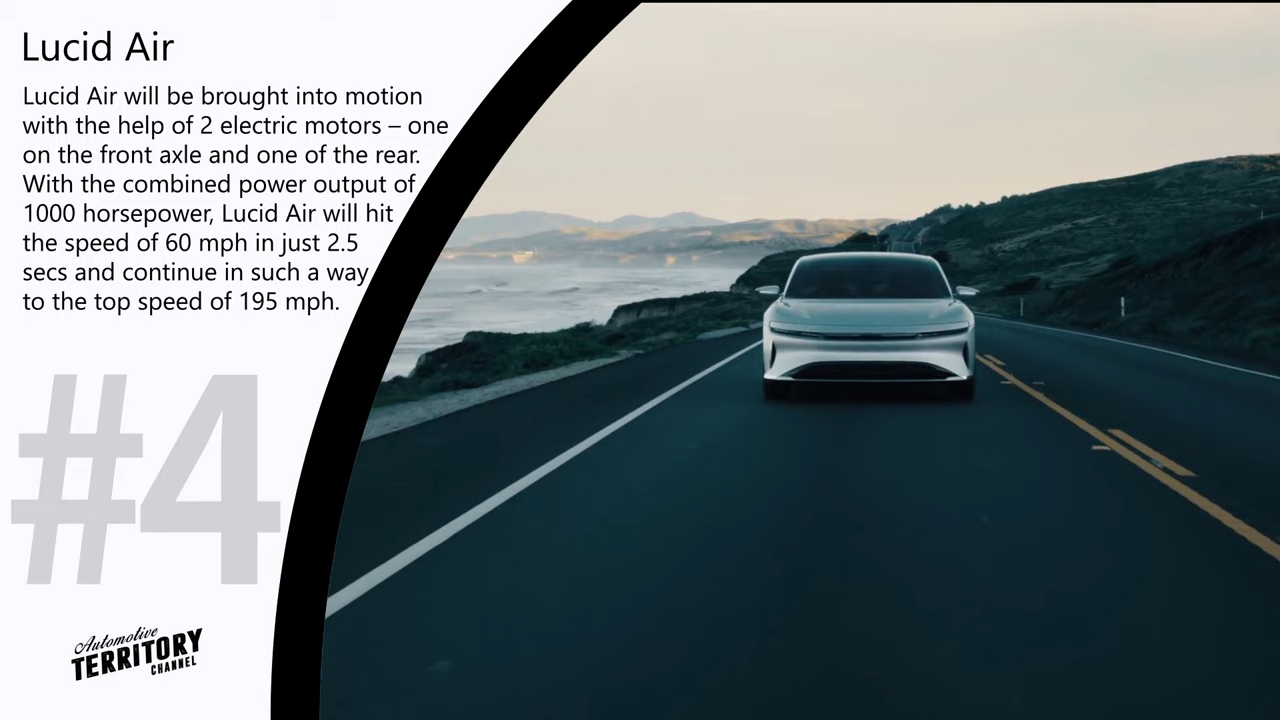 Lucid Air
Lucid Air will be brought into motion
with the help of 2 electric motors – one
on the front axle and one of the rear.
With the combined power output of
1000 horsepower, Lucid Air will hit
the speed of 60 mph in just 2.5
secs and continue in such a way
to the top speed of 195 mph.
#4
Automotive
TERRITORY
CHANNEL